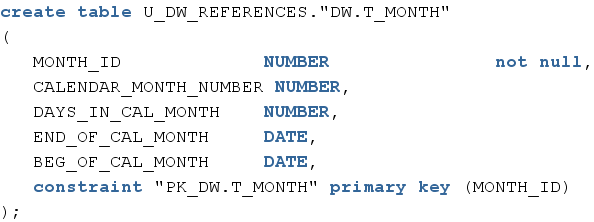 create table U_DW_REFERENCES."DW.T_MONTH"
(
   MONTH_ID             NUMBER               not null,
   CALENDAR_MONTH_NUMBER NUMBER,
   DAYS_IN_CAL_MONTH    NUMBER,
   END_OF_CAL_MONTH     DATE,
   BEG_OF_CAL_MONTH     DATE,
   constraint "PK_DW.T_MONTH" primary key (MONTH_ID)
);